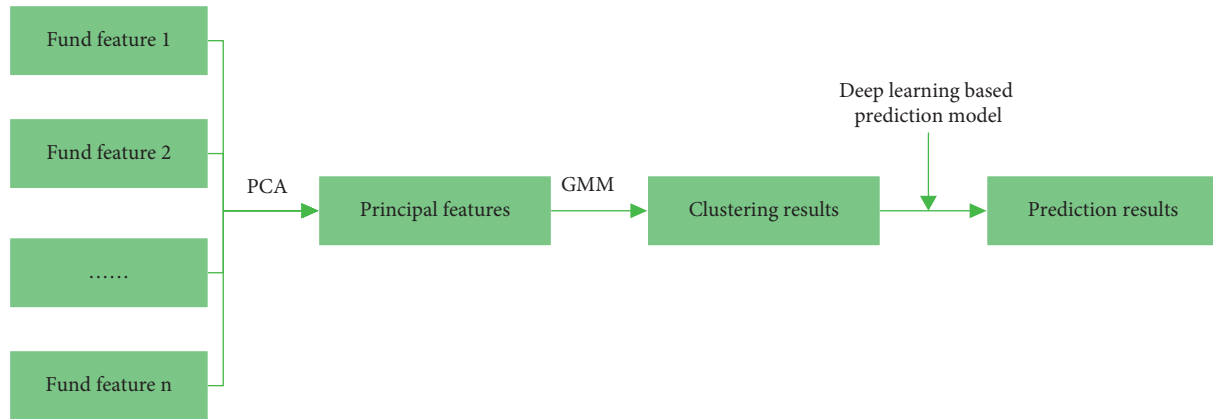 Fund feature 1
Fund feature 2
......
Fund feature n
PCA
Principal features
GMM
Clustering results
Deep learning based
prediction model
Prediction results